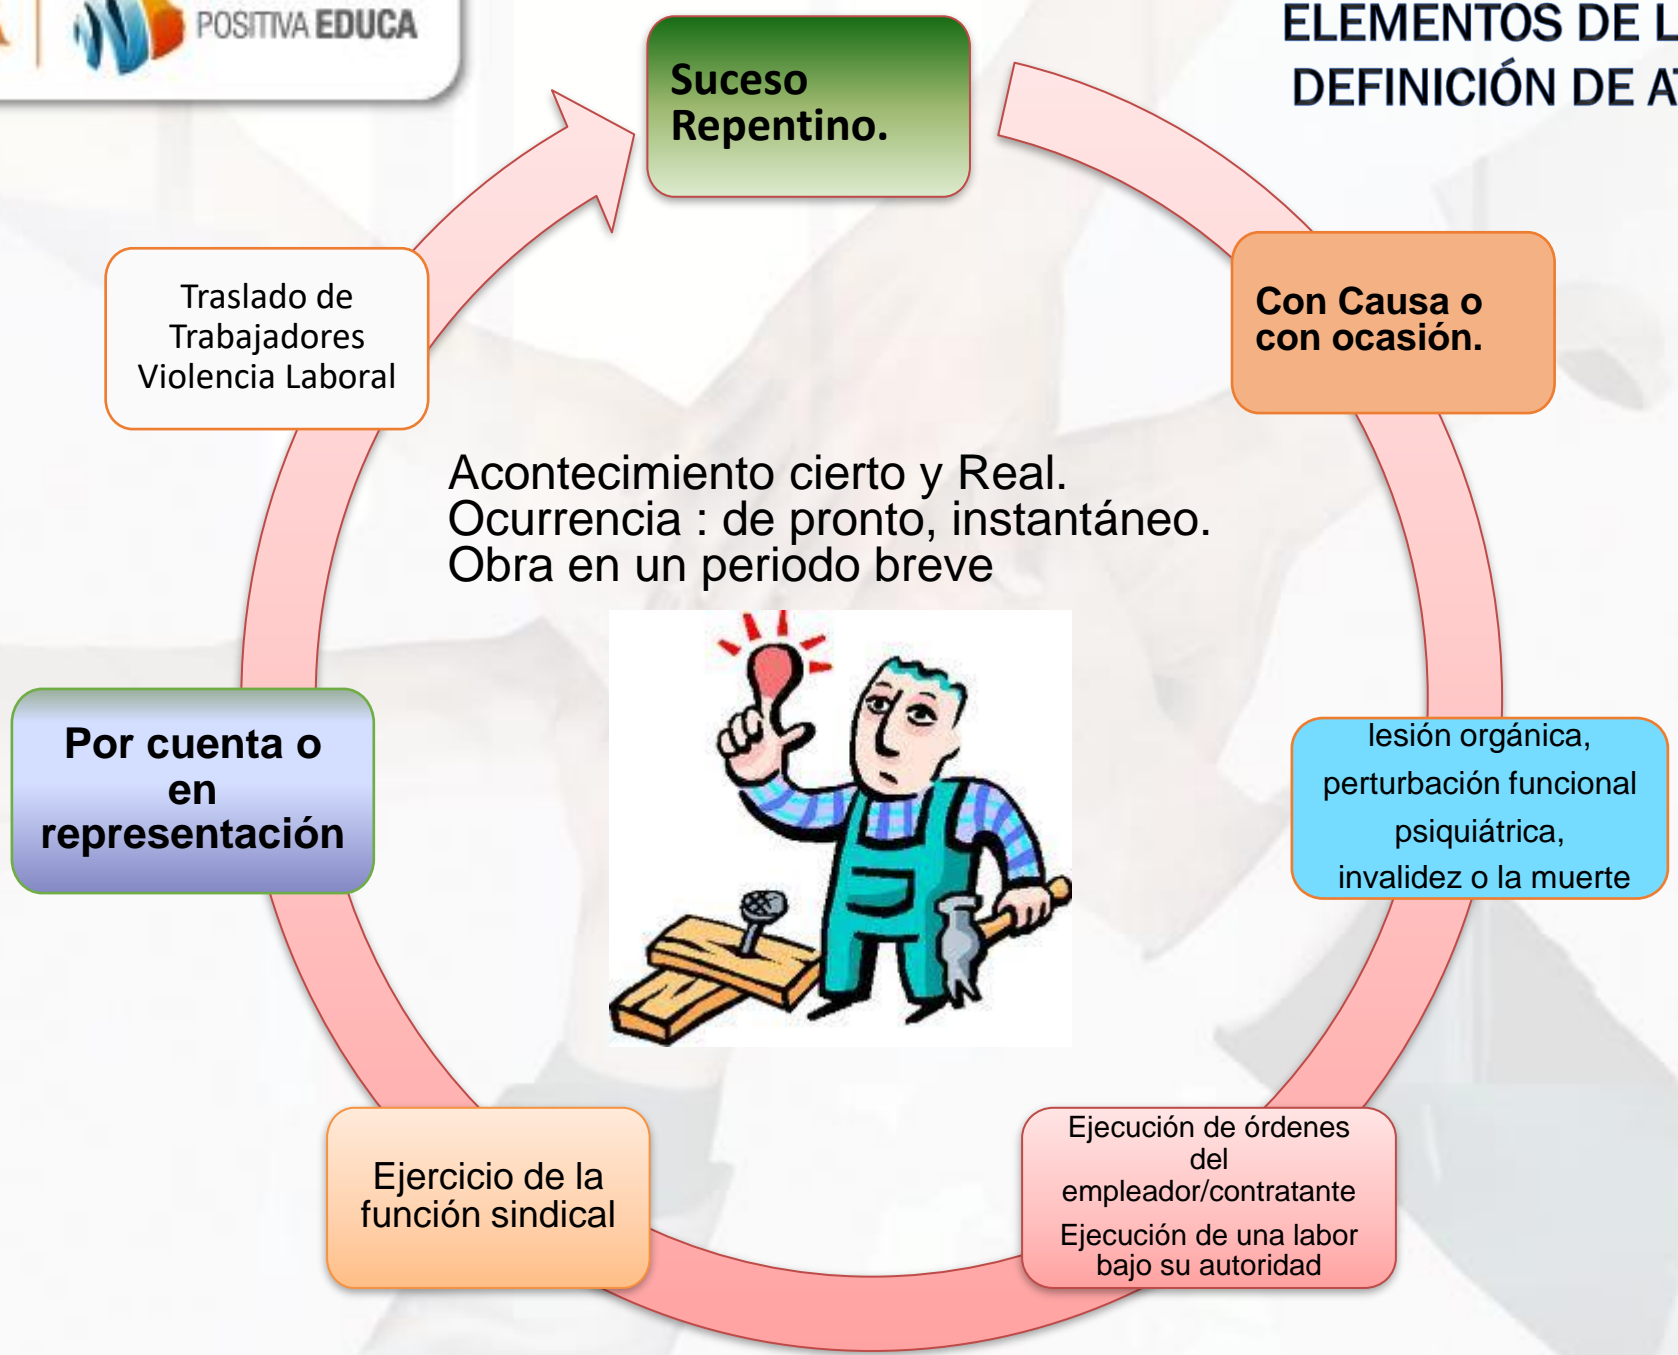 POSITIVA EDUCA
ELEMENTOS DE L
DEFINICIÓN DE A
Suceso
Repentino.
Con Causa o
con ocasión.
lesión orgánica,
perturbación funcional
psiquiátrica,
invalidez o la muerte
Ejecución de órdenes
del
empleador/contratante
Ejecución de una labor
bajo su autoridad
Ejercicio de la
función sindical
Por cuenta o
en
representación
Traslado de
Trabajadores
Violencia Laboral
Acontecimiento cierto y Real.
Ocurrencia : de pronto, instantáneo.
Obra en un periodo breve